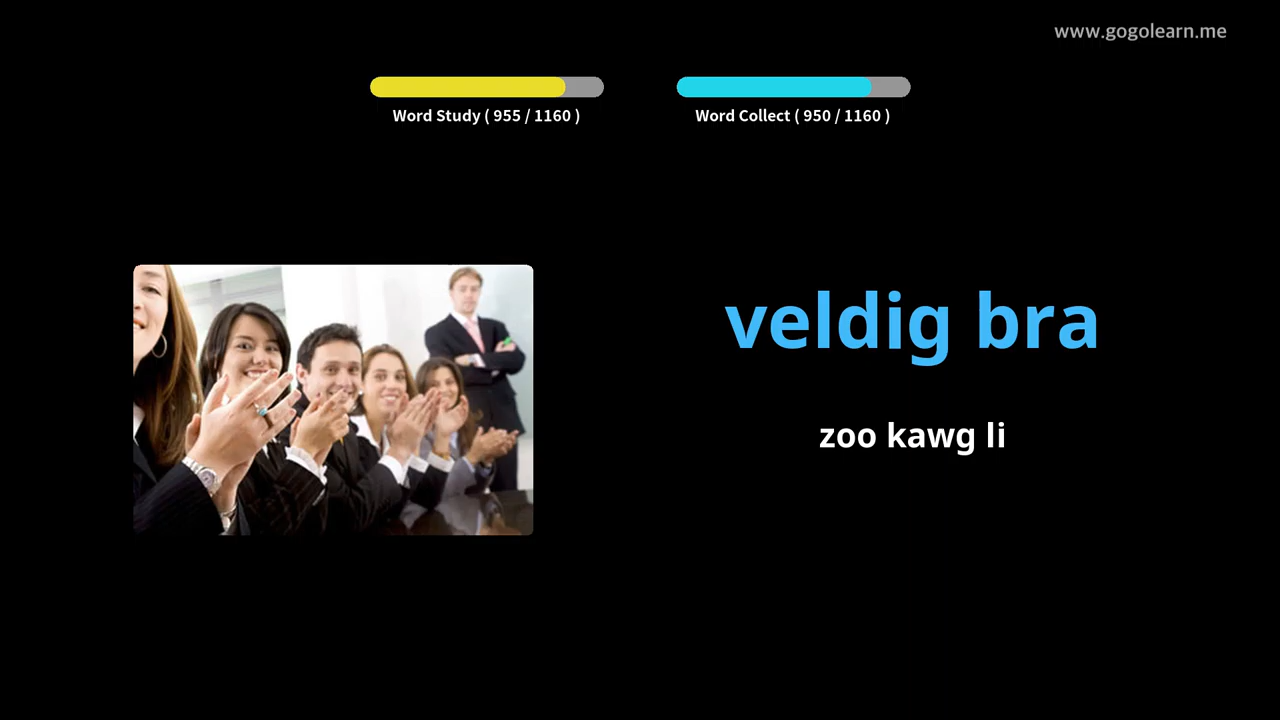 www.gogolearn.me
Word Study ( 955 / 1160 )
Word Collect ( 950 / 1160 )
veldig bra
zoo kawg li